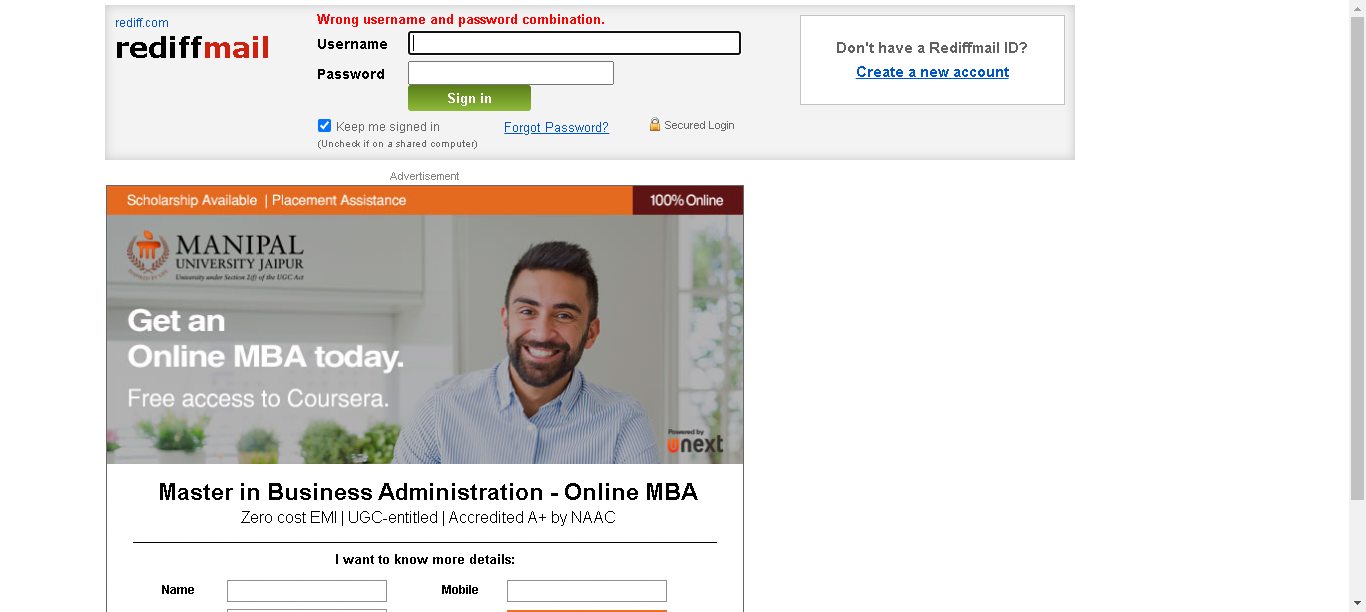 rediff.com
rediffmail
Wrong username and password combination.
Username
Password
Sign in
Keep me signed in
(Uncheck if on a shared computer)
Forgot Password?
Secured Login
Don't have a Rediffmail ID?
Create a new account
Advertisement
Scholarship Available | Placement Assistance
100% Online
MANIPAL
UNIVERSITY JAIPUR
University under Section 2(f) of the UGC Act
Get an
Online MBA today.
Free access to Coursera.
Powered by
unext
Master in Business Administration - Online MBA
Zero cost EMI | UGC-entitled | Accredited A+ by NAAC
I want to know more details:
Name
Mobile